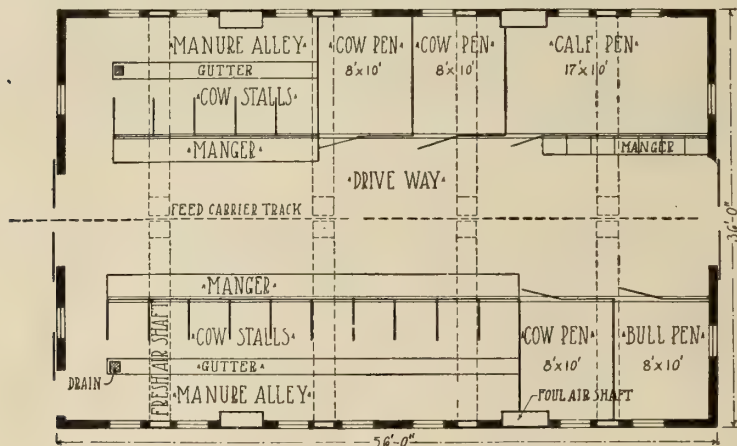 MANURE ALLEY
COW PEN
8'x10'
COW PEN
8'x10'
CALF PEN
17'x10'
GUTTER
COW STALLS
MANGER
MANGER
DRIVE WAY
FEED CARRIER TRACK
36'-0"
MANGER
FRESH AIR SHAFT
COW STALLS
COW PEN
8'x10'
BULL PEN
8'x10'
GUTTER
DRAIN
MANURE ALLEY
FOUL AIR SHAFT
56'-0"